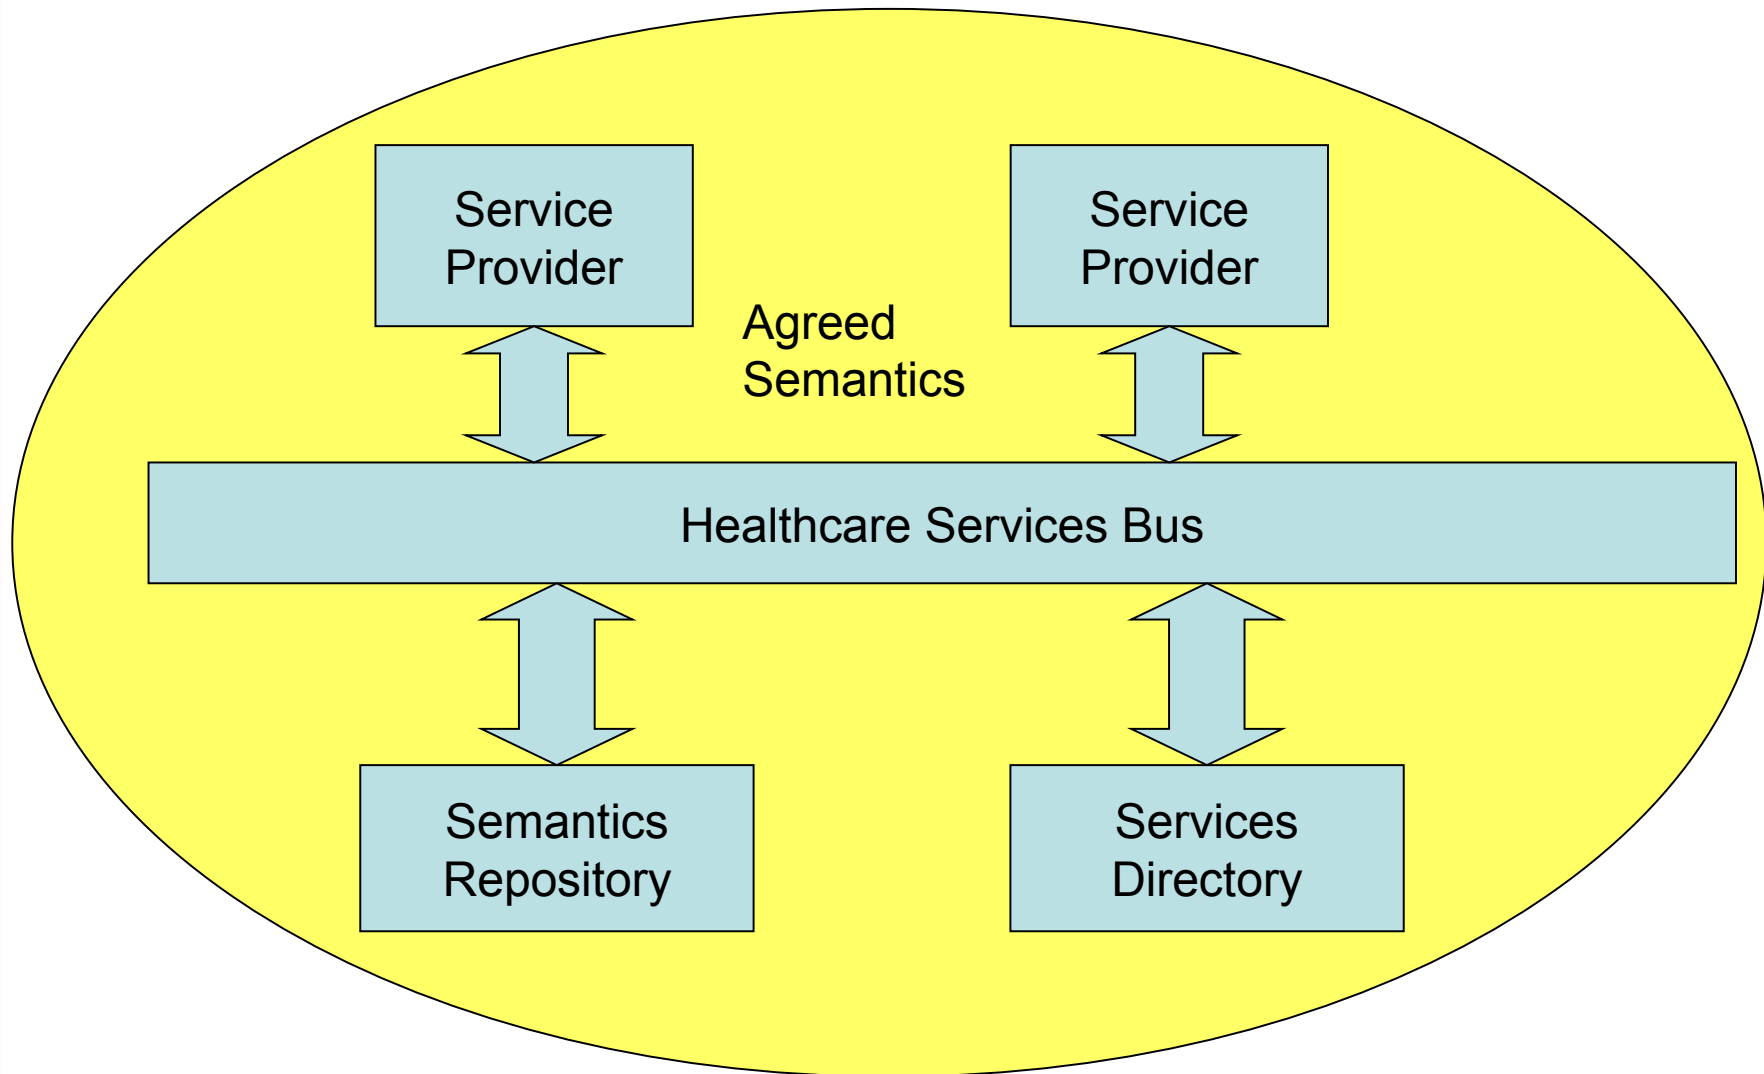 Service
Provider
Service
Provider
Agreed
Semantics
Healthcare Services Bus
Semantics
Repository
Services
Directory